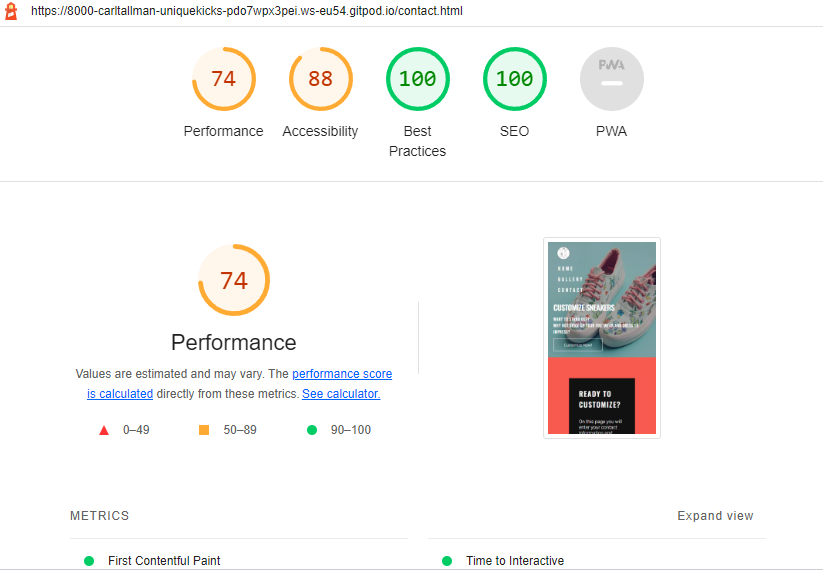 https://8000-carltallman-uniquekicks-pdo7wpx3pei.ws-eu54.gitpod.io/contact.html
74
88
100
100
PWA
Performance
Accessibility
Best
Practices
SEO
PWA
74
Performance
Values are estimated and may vary. The performance score
is calculated directly from these metrics. See calculator.
0–49
50–89
90–100
HOME
GALLERY
CONTACT
CUSTOMIZE SNEAKERS
READY TO
CUSTOMIZE?
On this page you will
enter your contact
information and
METRICS
Expand view
First Contentful Paint
Time to Interactive